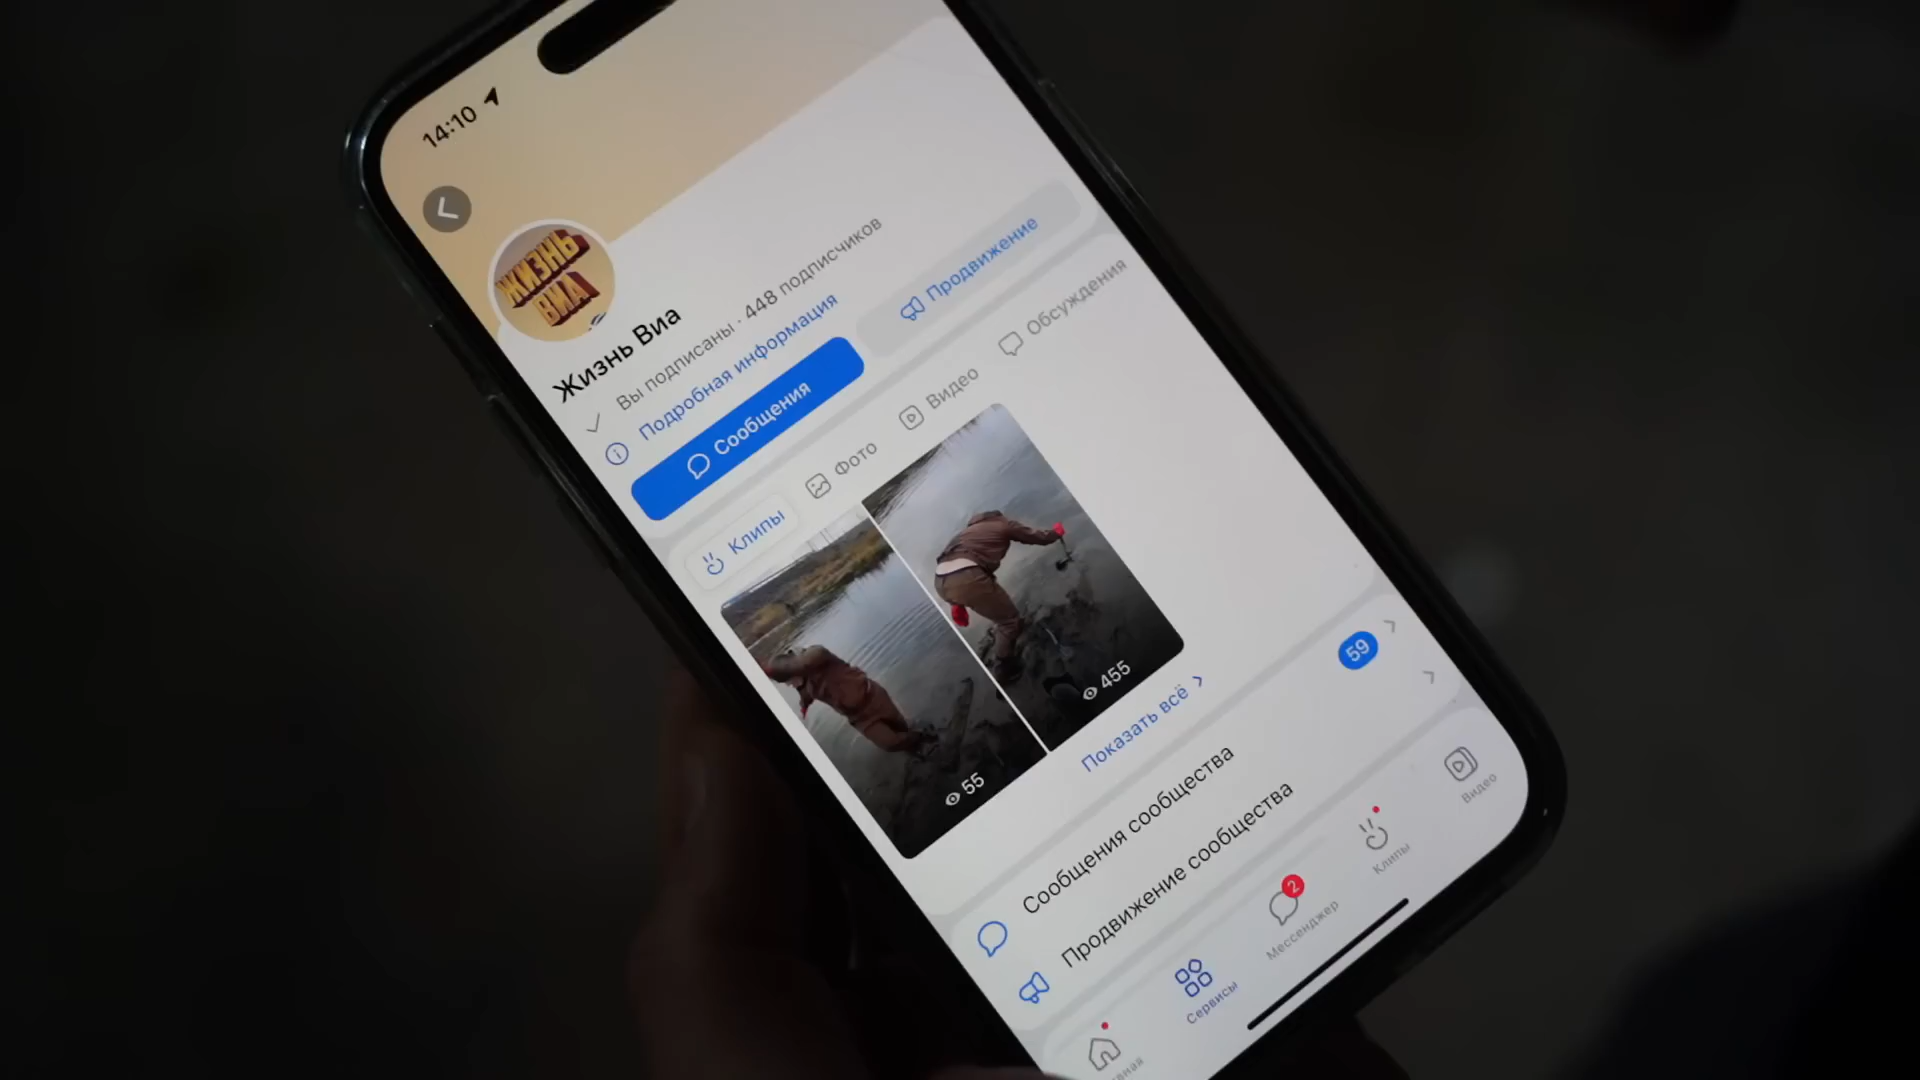 14:10
ЖИЗНЬ
ВИА
Жизнь Виа
Вы подписаны · 448 подписчиков
Подробная информация
Сообщения
Продвижение
Клипы
Фото
Видео
Обсуждения
55
455
Показать всё
Сообщения сообщества
59
Продвижение сообщества
Сервисы
Мессенджер
2
Клипы
Видео